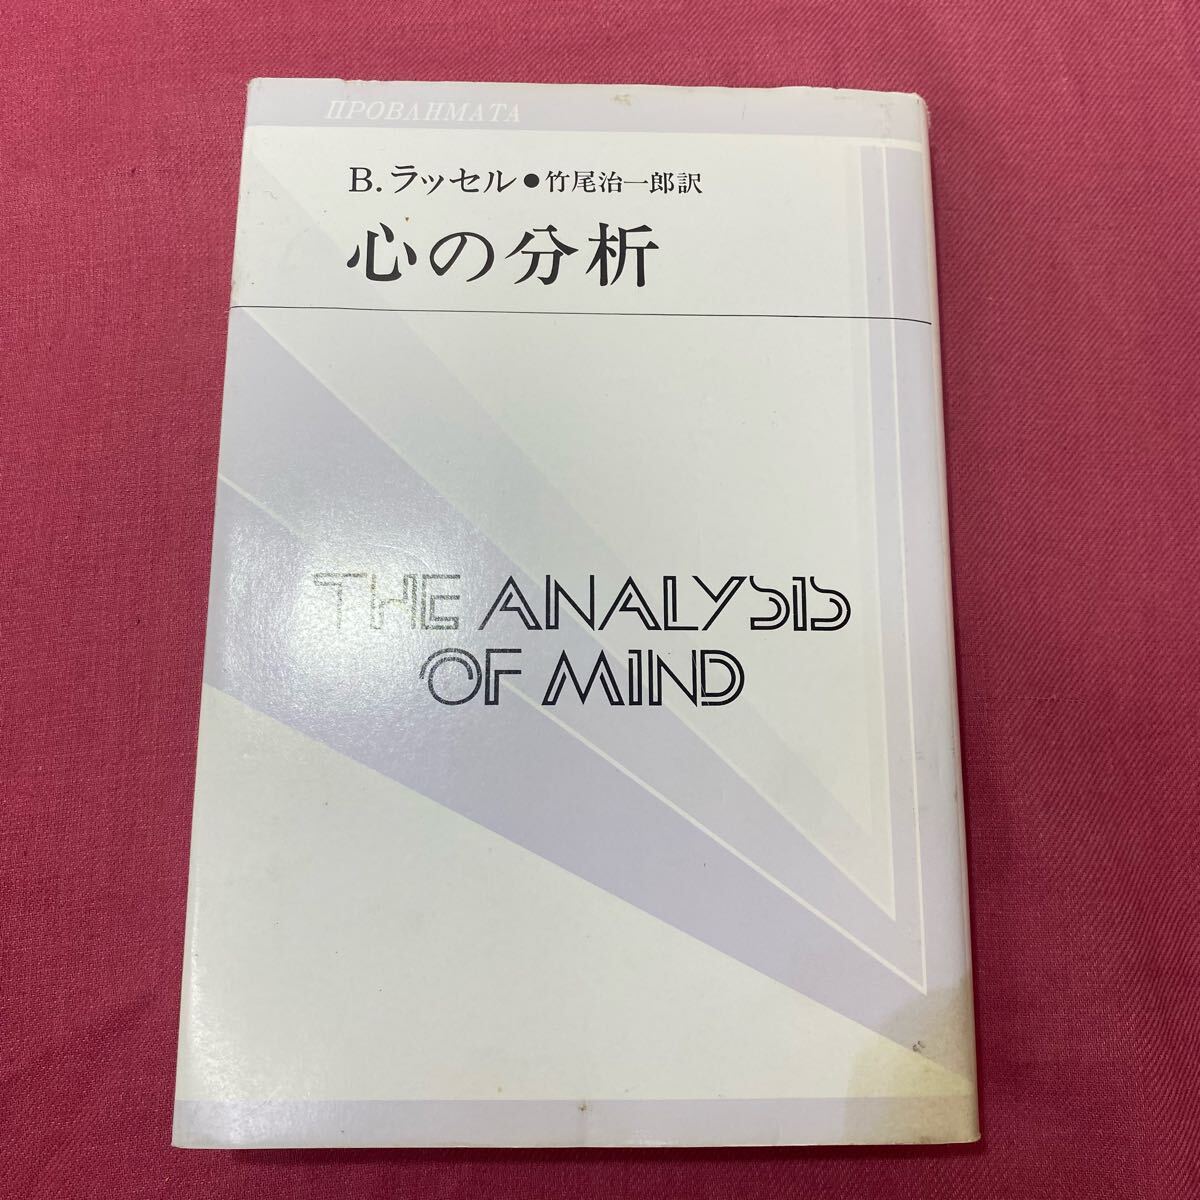 ΠΡΟΒΛΗΜΑΤΑ
B.ラッセル●竹尾治一郎訳
心の分析
THE ANALYSIS
OF MIND